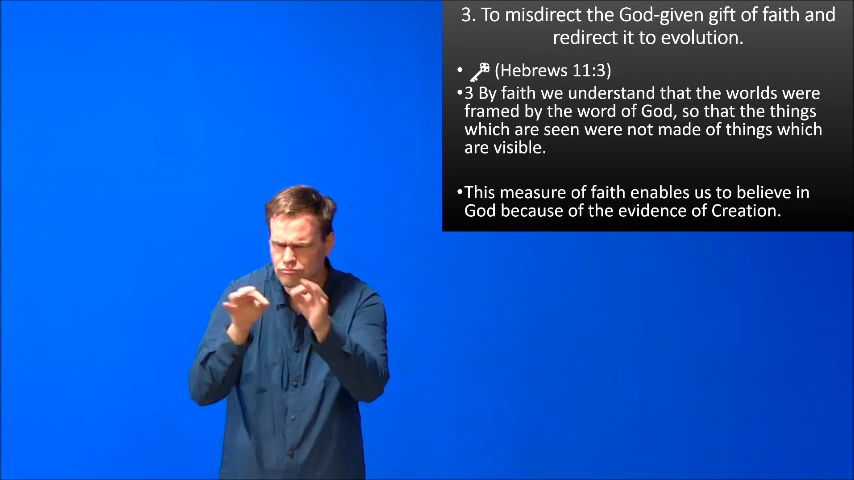 3. To misdirect the God-given gift of faith and
redirect it to evolution.
• (Hebrews 11:3)
•3 By faith we understand that the worlds were
framed by the word of God, so that the things
which are seen were not made of things which
are visible.
•This measure of faith enables us to believe in
God because of the evidence of Creation.